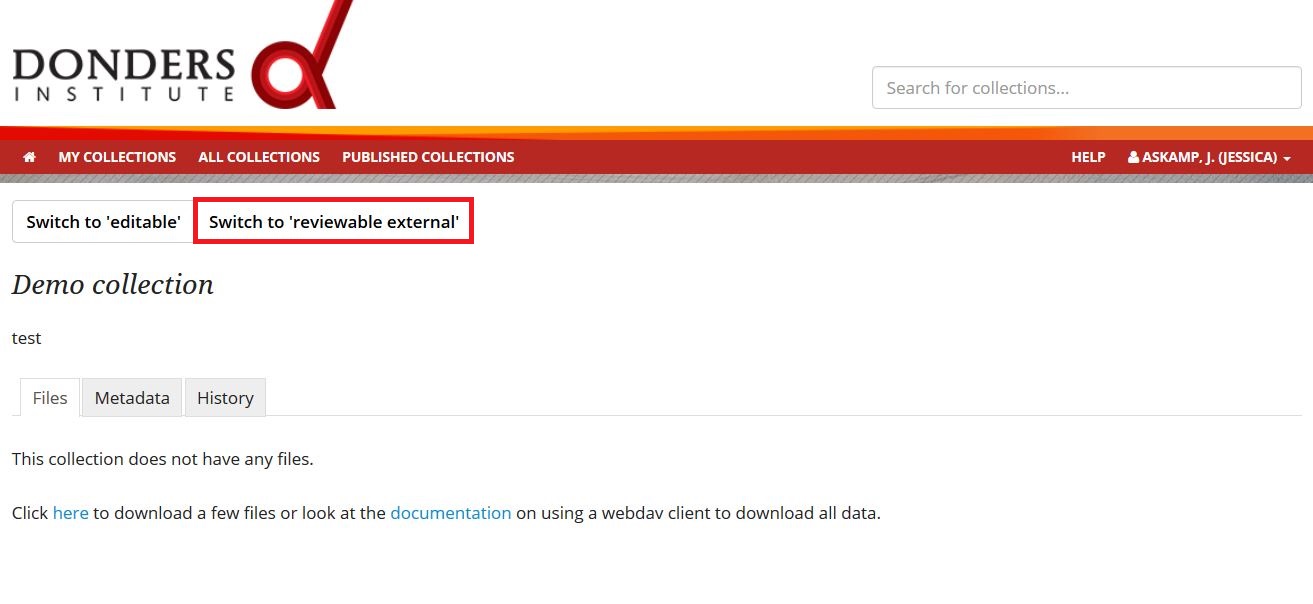 DONDERS
INSTITUTE
Search for collections...
MY COLLECTIONS ALL COLLECTIONS PUBLISHED COLLECTIONS HELP ASKAMP, J. (JESSICA)
Switch to 'editable' Switch to 'reviewable external'
Demo collection
test
Files Metadata History
This collection does not have any files.
Click here to download a few files or look at the documentation on using a webdav client to download all data.